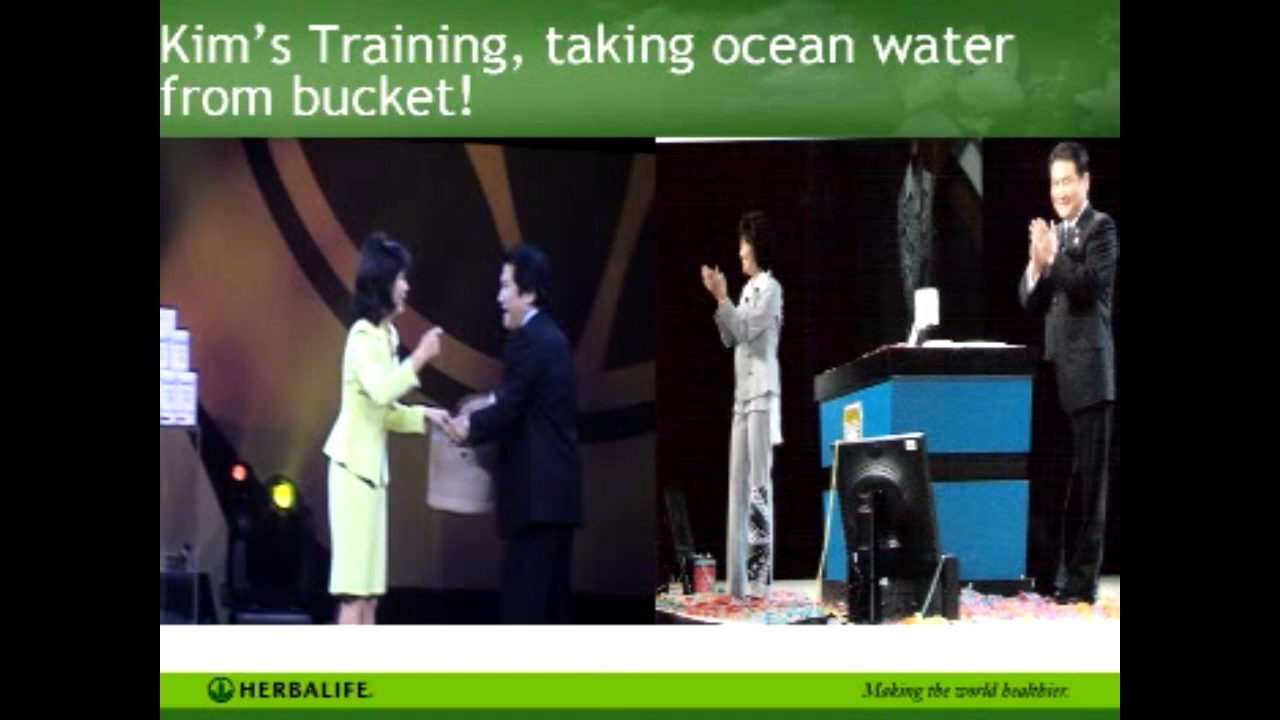 Kim's Training, taking ocean water
from bucket!
HERBALIFE.
Making the world healthier.